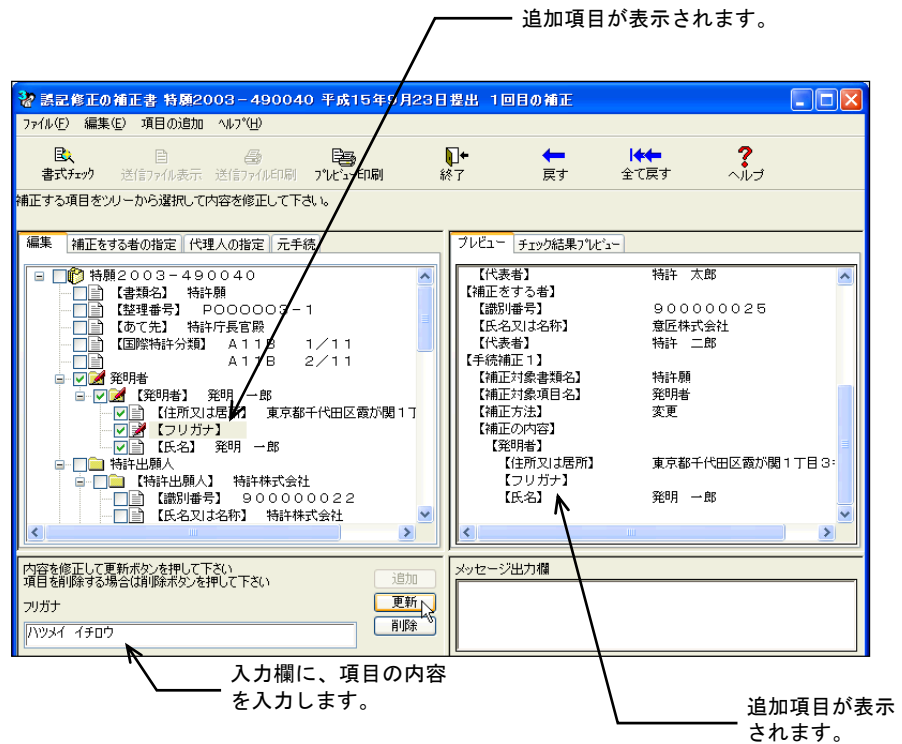 追加項目が表示されます。
誤記修正の補正書 特願2003－490040 平成15年9月23日提出 1回目の補正
ﾌｧｲﾙ(F) 編集(E) 項目の追加 ﾍﾙﾌﾟ(H)
書式ﾁｪｯｸ 送信ﾌｧｲﾙ表示 送信ﾌｧｲﾙ印刷 ﾌﾟﾚﾋﾞｭｰ印刷 終了 戻す 全て戻す ヘルプ
補正する項目をツリーから選択して内容を修正して下さい。
編集 補正をする者の指定 代理人の指定 元手続
特願２００３－４９００４０
【書類名】 特許願
【整理番号】 Ｐ０００００３－１
【あて先】 特許庁長官殿
【国際特許分類】 Ａ１１Ｂ １／１１
Ａ１１Ｂ ２／１１
発明者
【発明者】 発明 一郎
【住所又は居所】 東京都千代田区霞が関１丁
【フリガナ】
【氏名】 発明 一郎
特許出願人
【特許出願人】 特許株式会社
【識別番号】 ９０００００００２２
【氏名又は名称】 特許株式会社
プレビュー チェック結果ﾌﾟﾚﾋﾞｭｰ
【代表者】 特許 太郎
【補正をする者】
【識別番号】 ９００００００２５
【氏名又は名称】 意匠株式会社
【代表者】 特許 二郎
【手続補正１】
【補正対象書類名】 特許願
【補正対象項目名】 発明者
【補正方法】 変更
【補正の内容】
【発明者】
【住所又は居所】 東京都千代田区霞が関１丁目３
【フリガナ】
【氏名】 発明 一郎
内容を修正して更新ボタンを押して下さい
項目を削除する場合は削除ボタンを押して下さい
追加
フリガナ
更新
ハツメイ イチロウ
削除
メッセージ出力欄
入力欄に、項目の内容
を入力します。
追加項目が表示
されます。